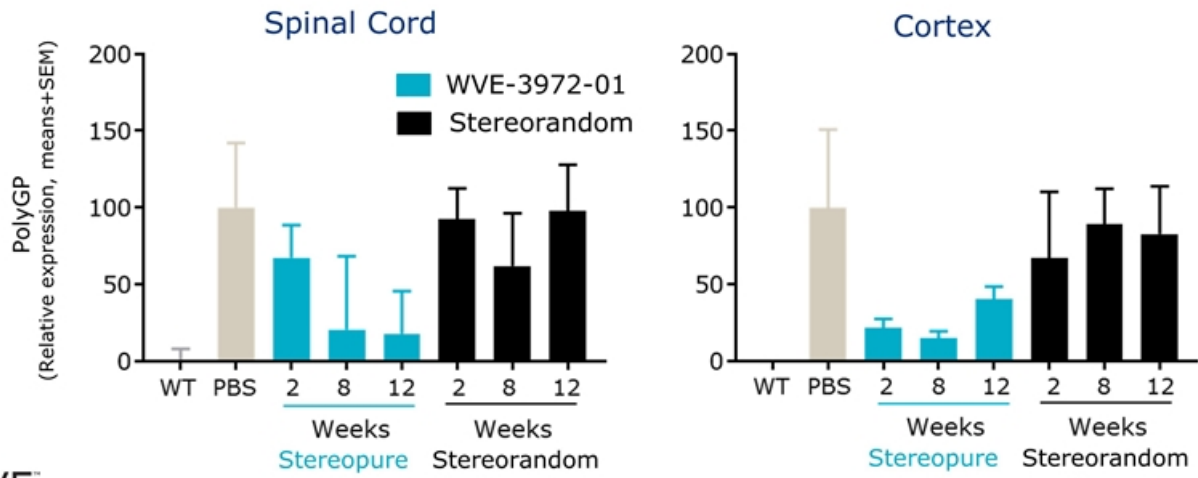 Spinal Cord
PolyGP
(Relative expression, means+SEM)
200
150
100
50
0
WVE-3972-01
Stereorandom
WT PBS 2 8 12 2 8 12
Weeks Weeks
Stereopure Stereorandom
Cortex
200
150
100
50
0
WT PBS 2 8 12 2 8 12
Weeks Weeks
Stereopure Stereorandom